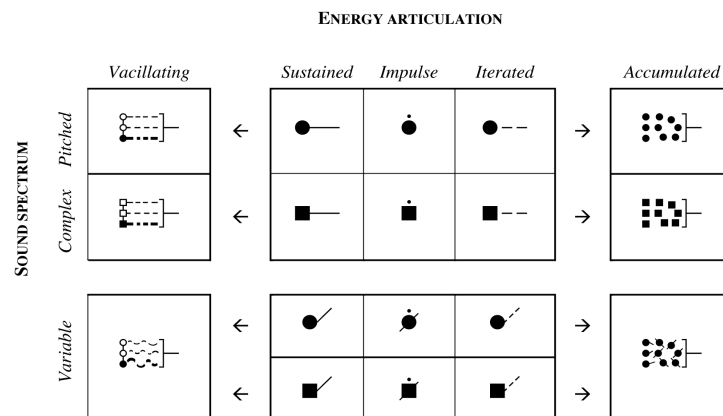 ENERGY ARTICULATION
Vacillating Sustained Impulse Iterated Accumulated
SOUND SPECTRUM
Pitched
Complex
Variable